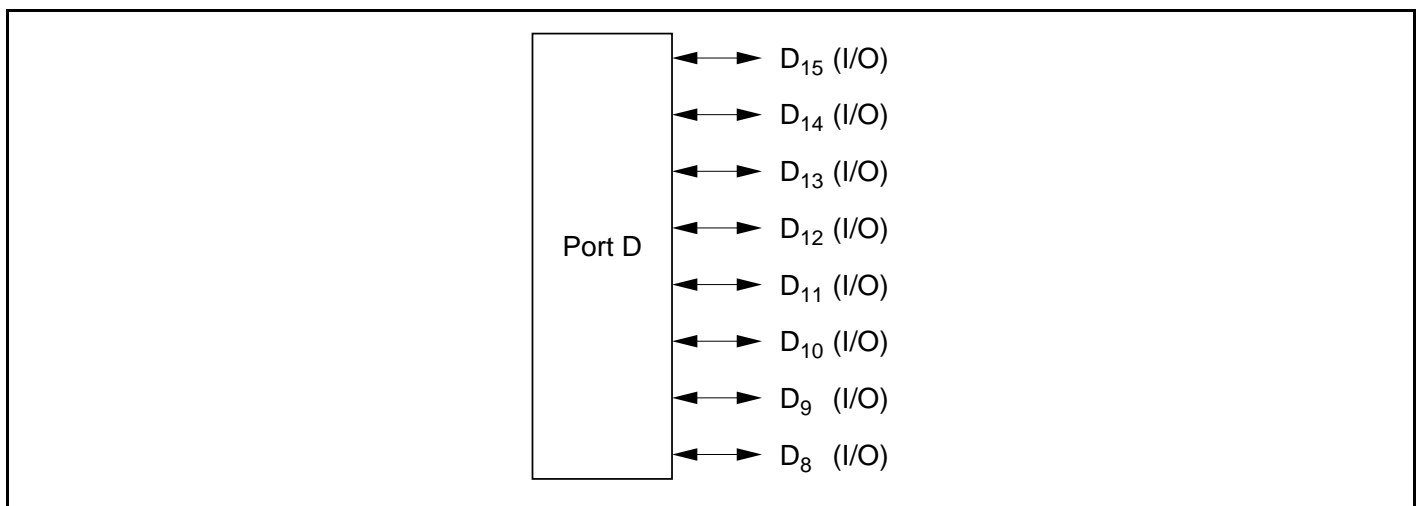 D15 (I/O)
D14 (I/O)
D13 (I/O)
D12 (I/O)
Port D
D11 (I/O)
D10 (I/O)
D9 (I/O)
D8 (I/O)